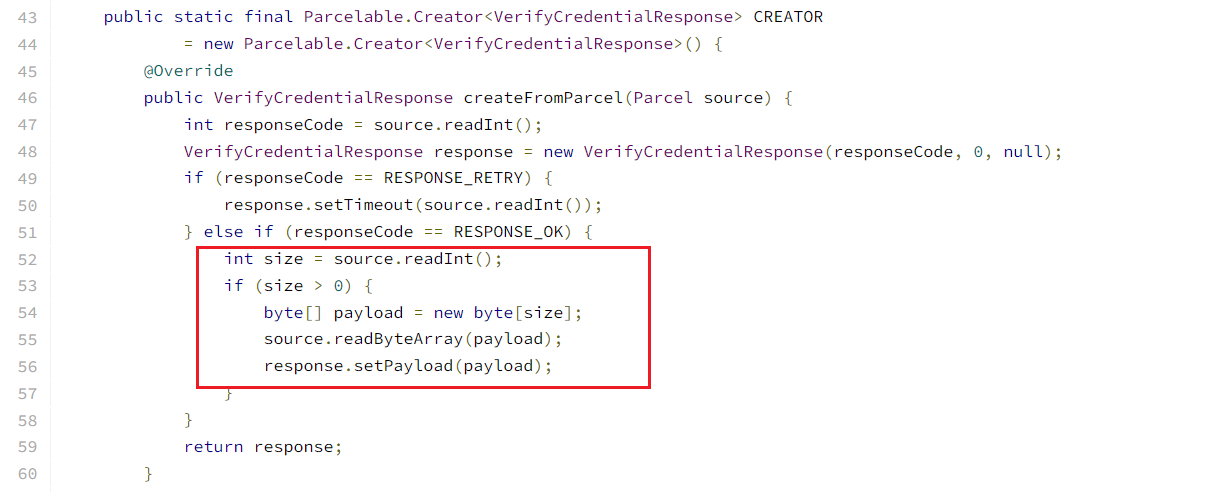 43 public static final Parcelable.Creator<VerifyCredentialResponse> CREATOR
44 = new Parcelable.Creator<VerifyCredentialResponse>() {
45 @Override
46 public VerifyCredentialResponse createFromParcel(Parcel source) {
47 int responseCode = source.readInt();
48 VerifyCredentialResponse response = new VerifyCredentialResponse(responseCode, 0, null);
49 if (responseCode == RESPONSE_RETRY) {
50 response.setTimeout(source.readInt());
51 } else if (responseCode == RESPONSE_OK) {
52 int size = source.readInt();
53 if (size > 0) {
54 byte[] payload = new byte[size];
55 source.readByteArray(payload);
56 response.setPayload(payload);
57 }
58 }
59 return response;
60 }